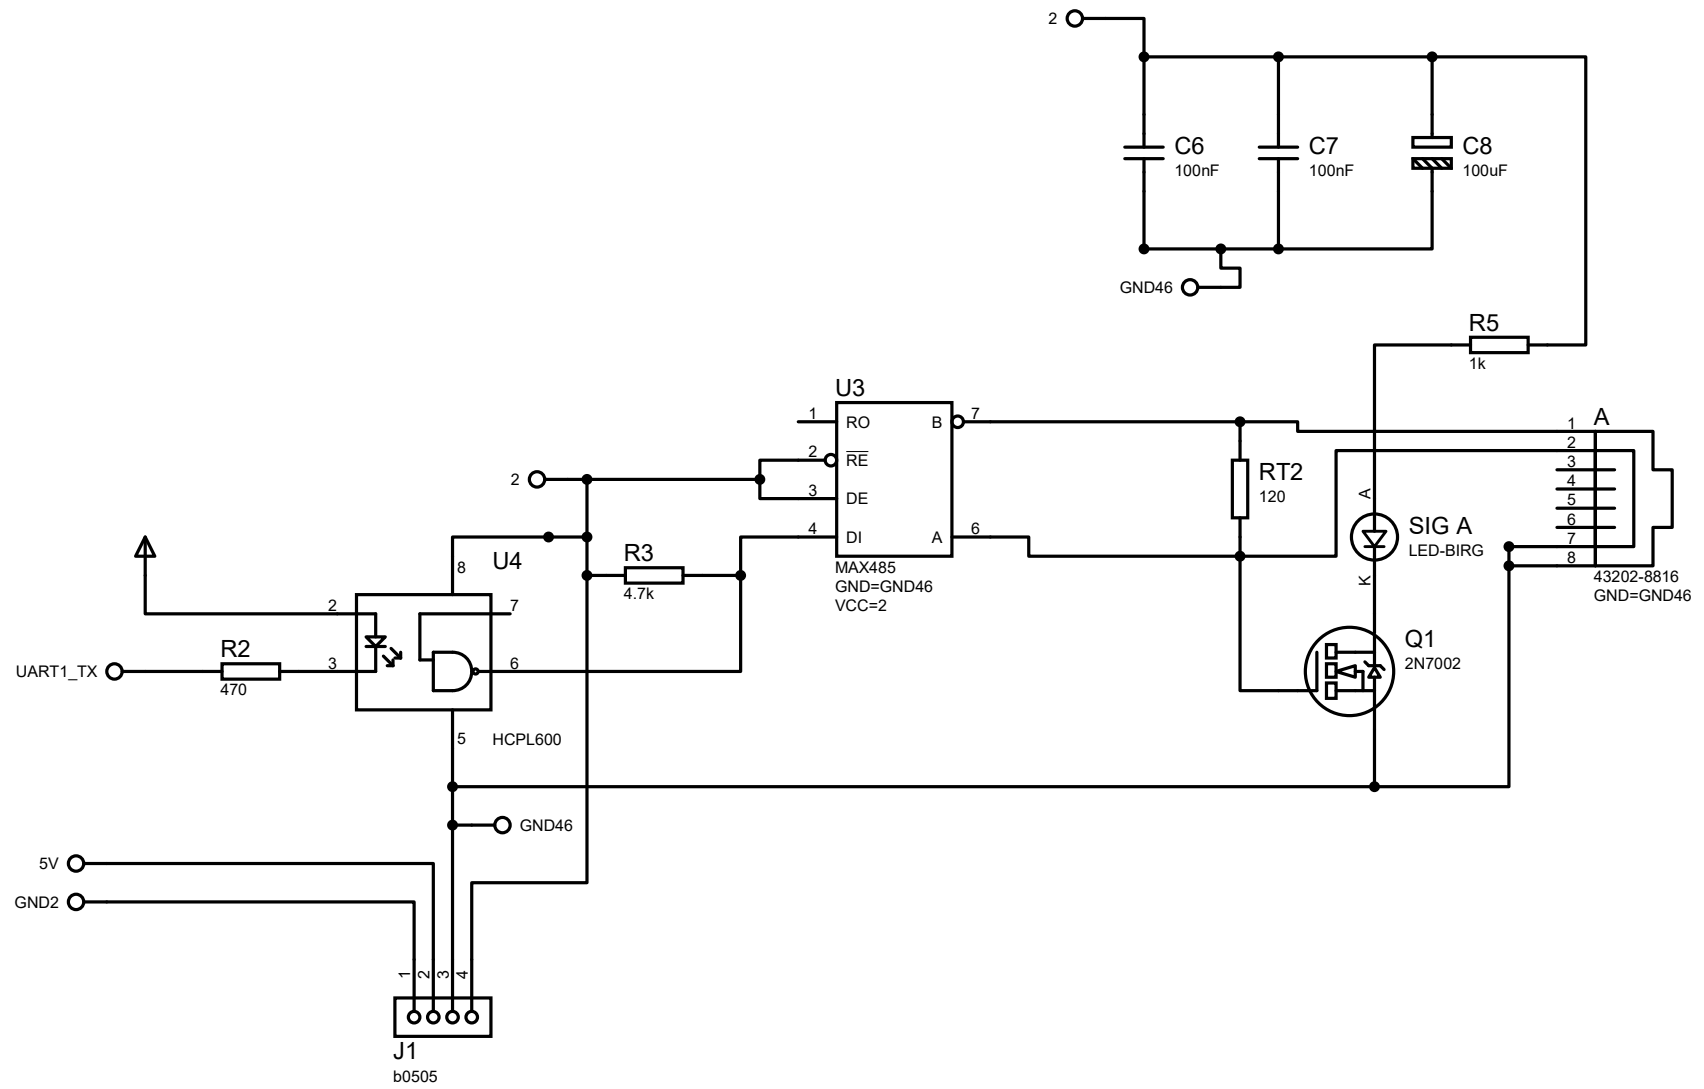 2
C6
100nF
C7
100nF
C8
100uF
GND46
R5
1k
U3
1
RO
B
7
2
RE
3
DE
4
DI
A
6
MAX485
GND=GND46
VCC=2
RT2
120
A
1
2
3
4
5
6
7
8
43202-8816
GND=GND46
A
SIG A
LED-BIRG
K
Q1
2N7002
2
R3
4.7k
U4
8
2
7
3
6
5
HCPL600
R2
470
UART1_TX
GND46
5V
GND2
1
2
3
4
J1
b0505